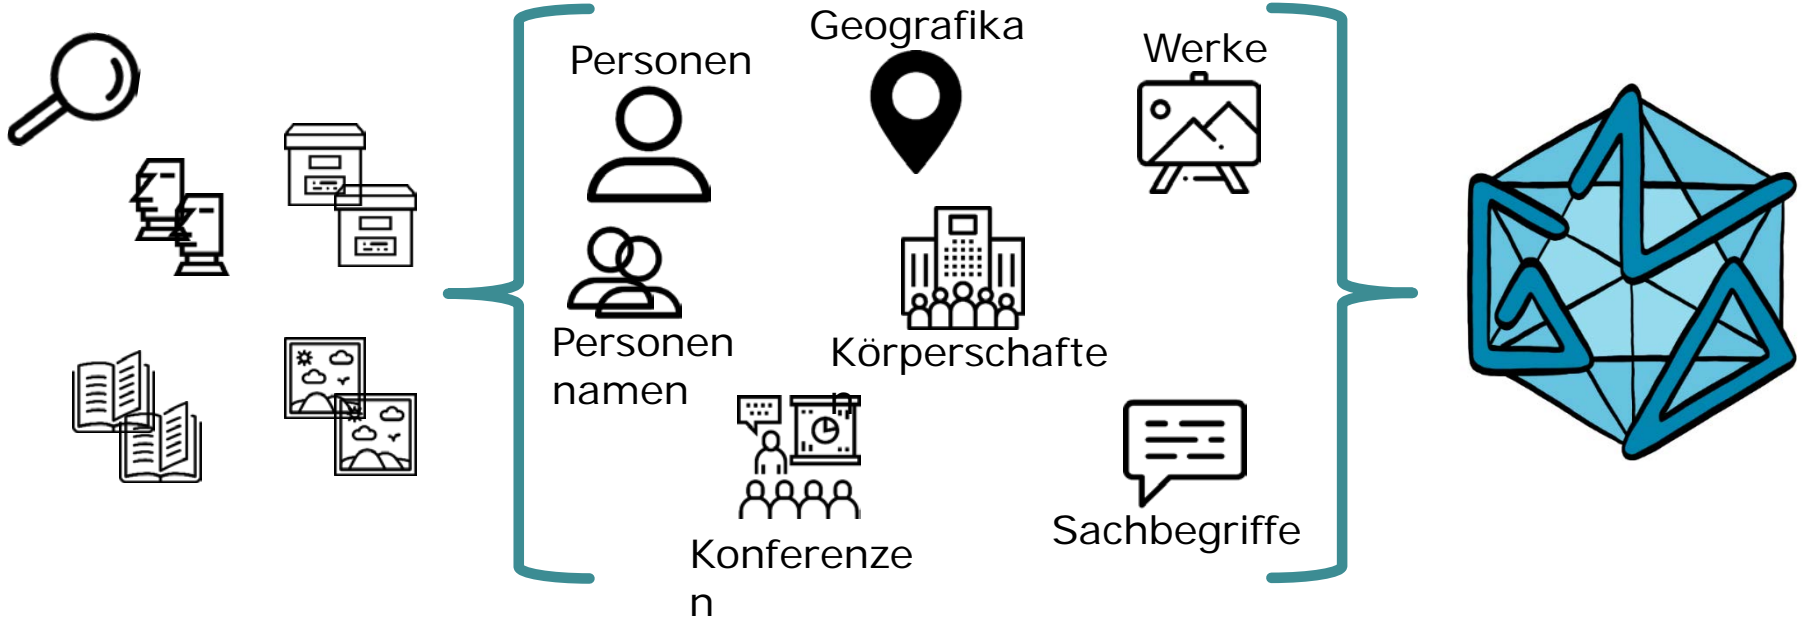 Personen
Geografika
Werke
Personen
namen
Körperschafte
n
Konferenze
n
Sachbegriffe